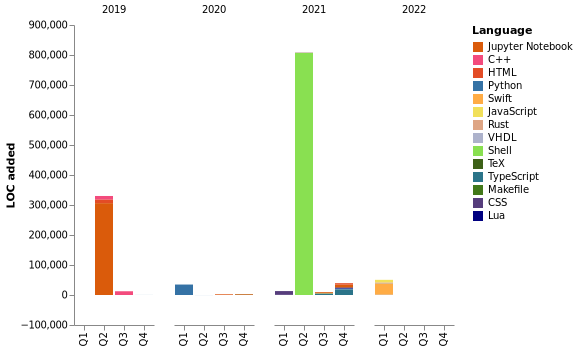 2019 2020 2021 2022
900,000
800,000
700,000
600,000
500,000
400,000
300,000
200,000
100,000
0
−100,000
LOC added
Q1 Q2 Q3 Q4 Q1 Q2 Q3 Q4 Q1 Q2 Q3 Q4 Q1 Q2 Q3 Q4
Language
Jupyter Notebook
C++
HTML
Python
Swift
JavaScript
Rust
VHDL
Shell
TeX
TypeScript
Makefile
CSS
Lua